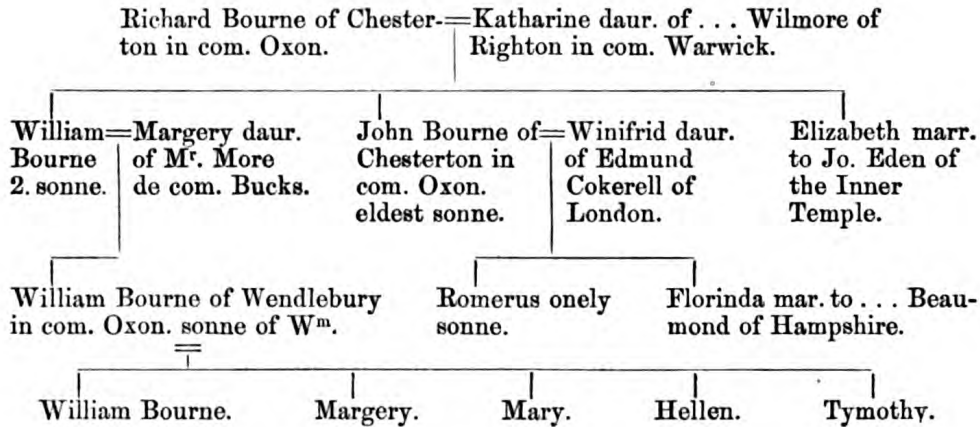 Richard Bourne of Chester-=Katharine daur. of . . . Wilmore of
ton in com. Oxon.
Righton in com. Warwick.
William=Margery daur.
Bourne
of Mr. More
2. sonne.
de com. Bucks.
John Bourne of=Winifrid daur.
Chesterton in
of Edmund
com. Oxon.
Cokerell of
eldest sonne.
London.
Elizabeth marr.
to Jo. Eden of
the Inner
Temple.
William Bourne of Wendlebury
in com. Oxon. sonne of Wm.
=
Romerus onely
sonne.
Florinda mar. to . . . Beau-
mond of Hampshire.
William Bourne.
Margery.
Mary.
Hellen.
Tymothy.